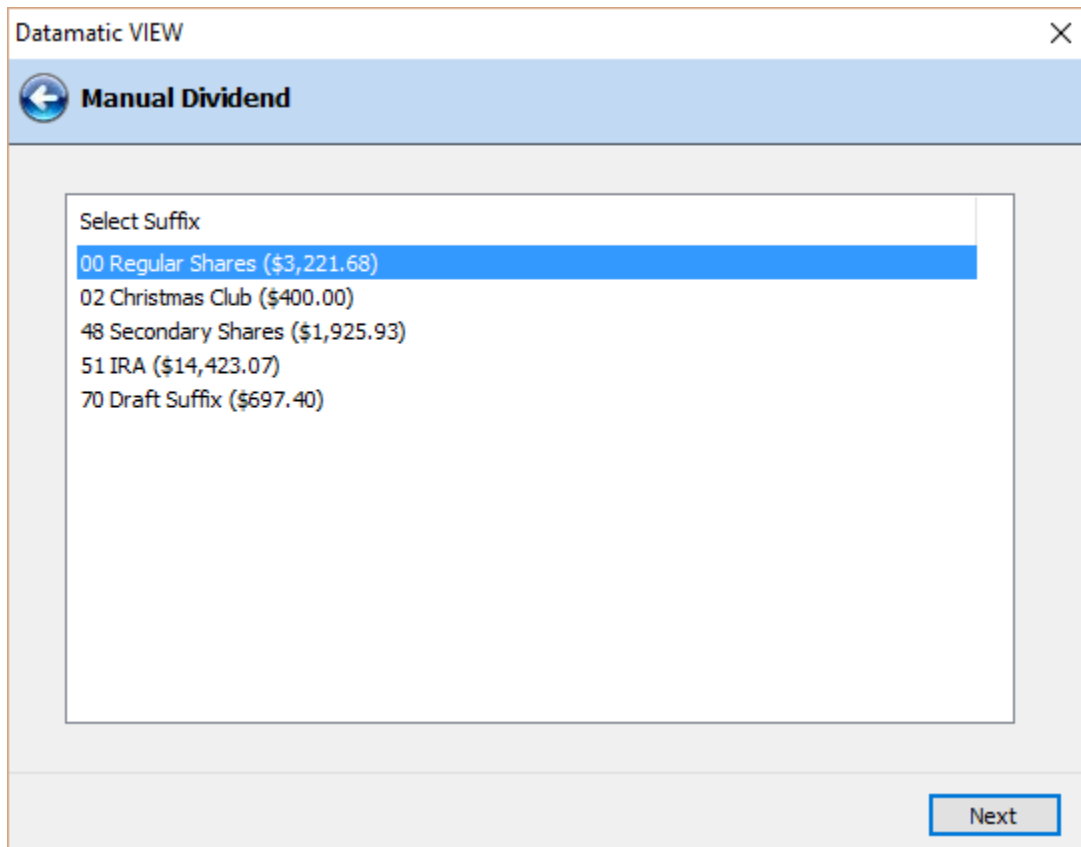 Datamatic VIEW
Manual Dividend
Select Suffix
00 Regular Shares ($3,221.68)
02 Christmas Club ($400.00)
48 Secondary Shares ($1,925.93)
51 IRA ($14,423.07)
70 Draft Suffix ($697.40)
Next